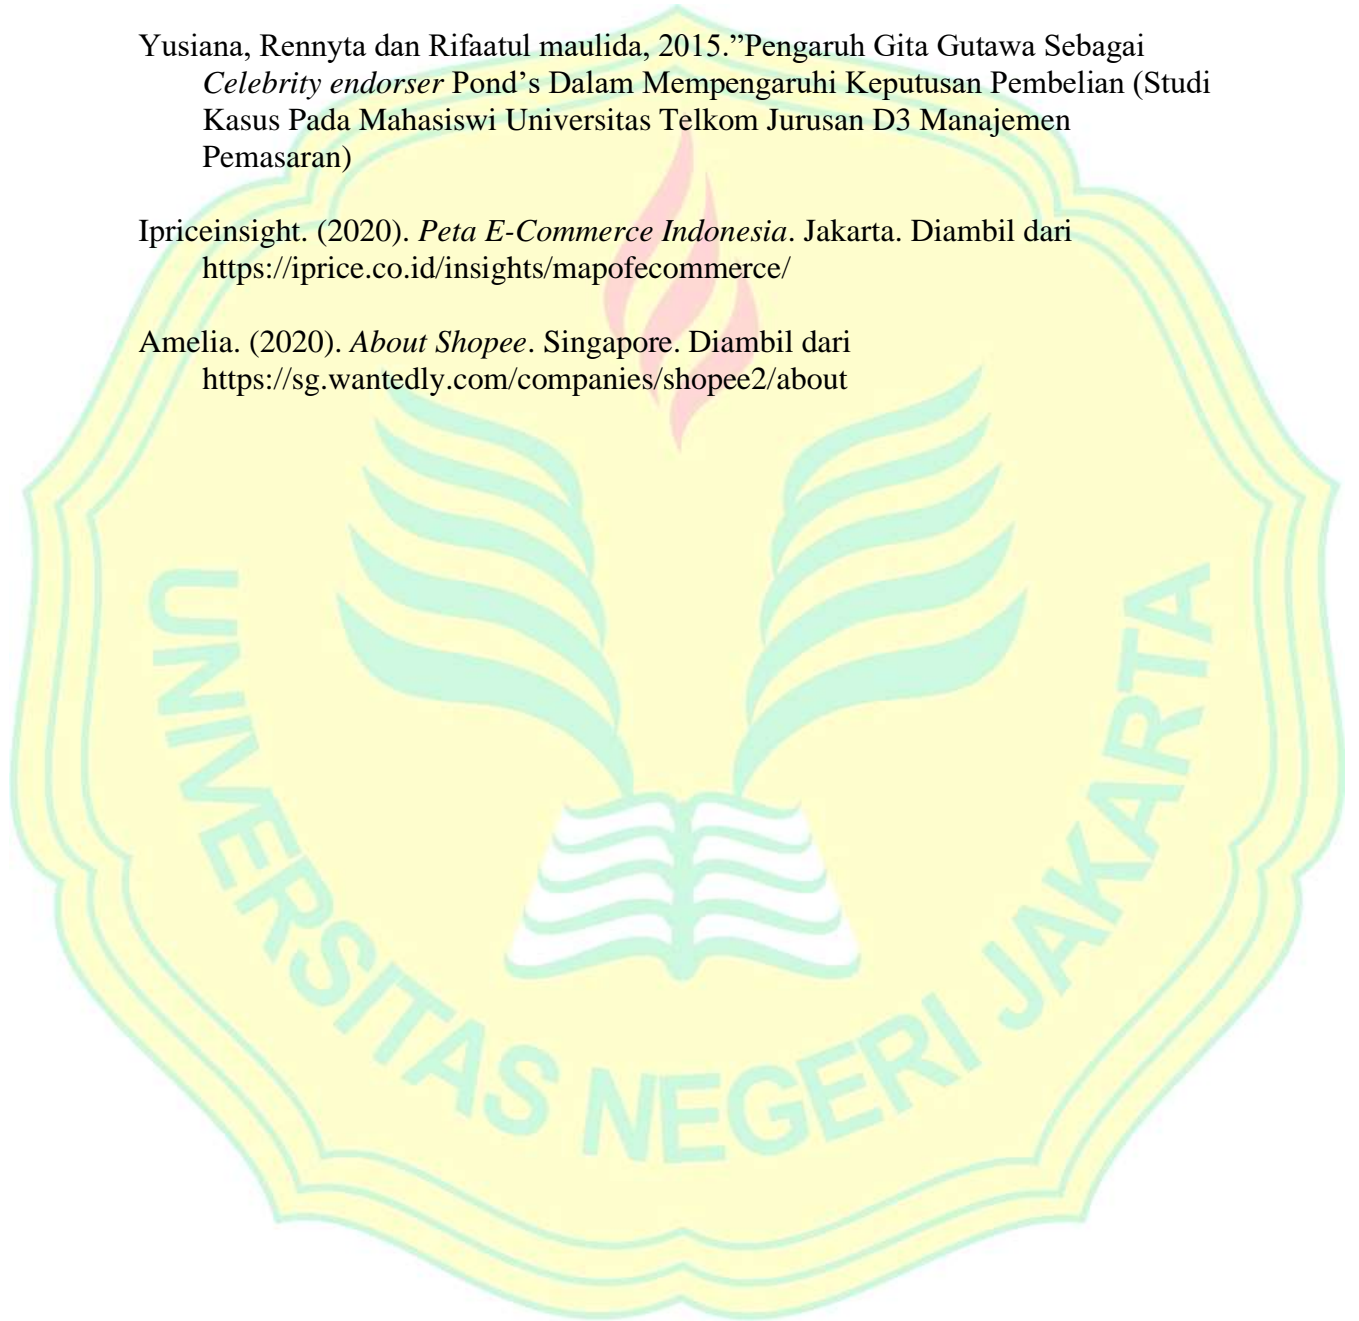 Yusiana, Rennyta dan Rifaatul maulida, 2015.”Pengaruh Gita Gutawa Sebagai
Celebrity endorser Pond’s Dalam Mempengaruhi Keputusan Pembelian (Studi
Kasus Pada Mahasiswi Universitas Telkom Jurusan D3 Manajemen
Pemasaran)
Ipriceinsight. (2020). Peta E-Commerce Indonesia. Jakarta. Diambil dari
https://iprice.co.id/insights/mapofecommerce/
Amelia. (2020). About Shopee. Singapore. Diambil dari
https://sg.wantedly.com/companies/shopee2/about
UNIVERSITAS NEGERI JAKARTA